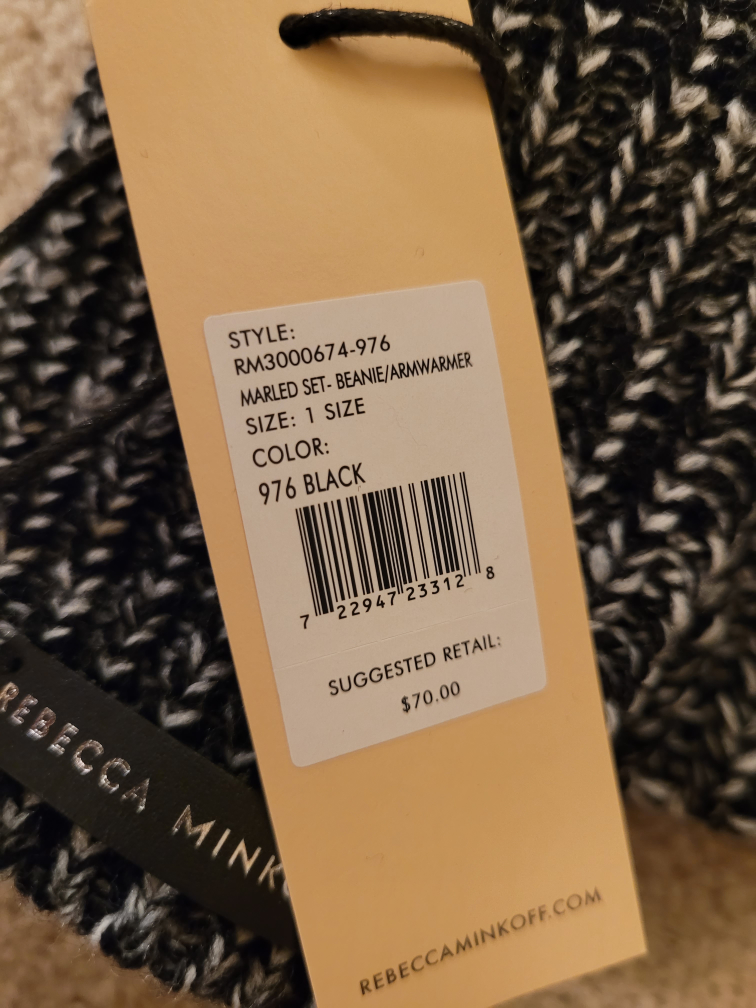 STYLE:
RM3000674-976
MARLED SET- BEANIE/ARMWARMER
SIZE: 1 SIZE
COLOR:
976 BLACK
7 22947 23312 8
SUGGESTED RETAIL:
$70.00
REBECCA
REBECCAMINKOFF.COM